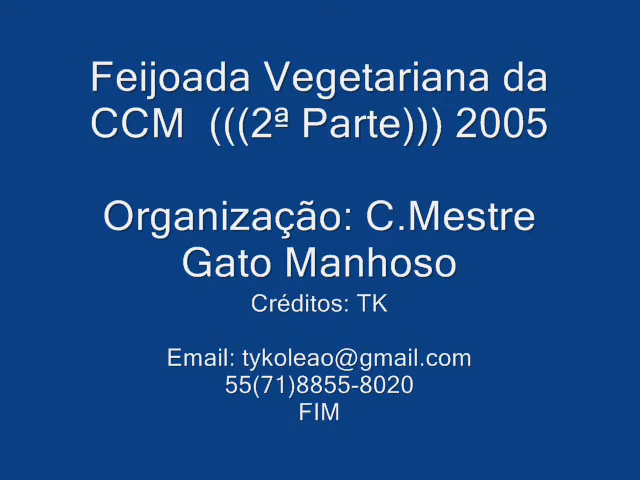 Feijoada Vegetariana da
CCM (((2ª Parte))) 2005
Organização: C.Mestre
Gato Manhoso
Créditos: TK
Email: tykoleao@gmail.com
55(71)8855-8020
FIM